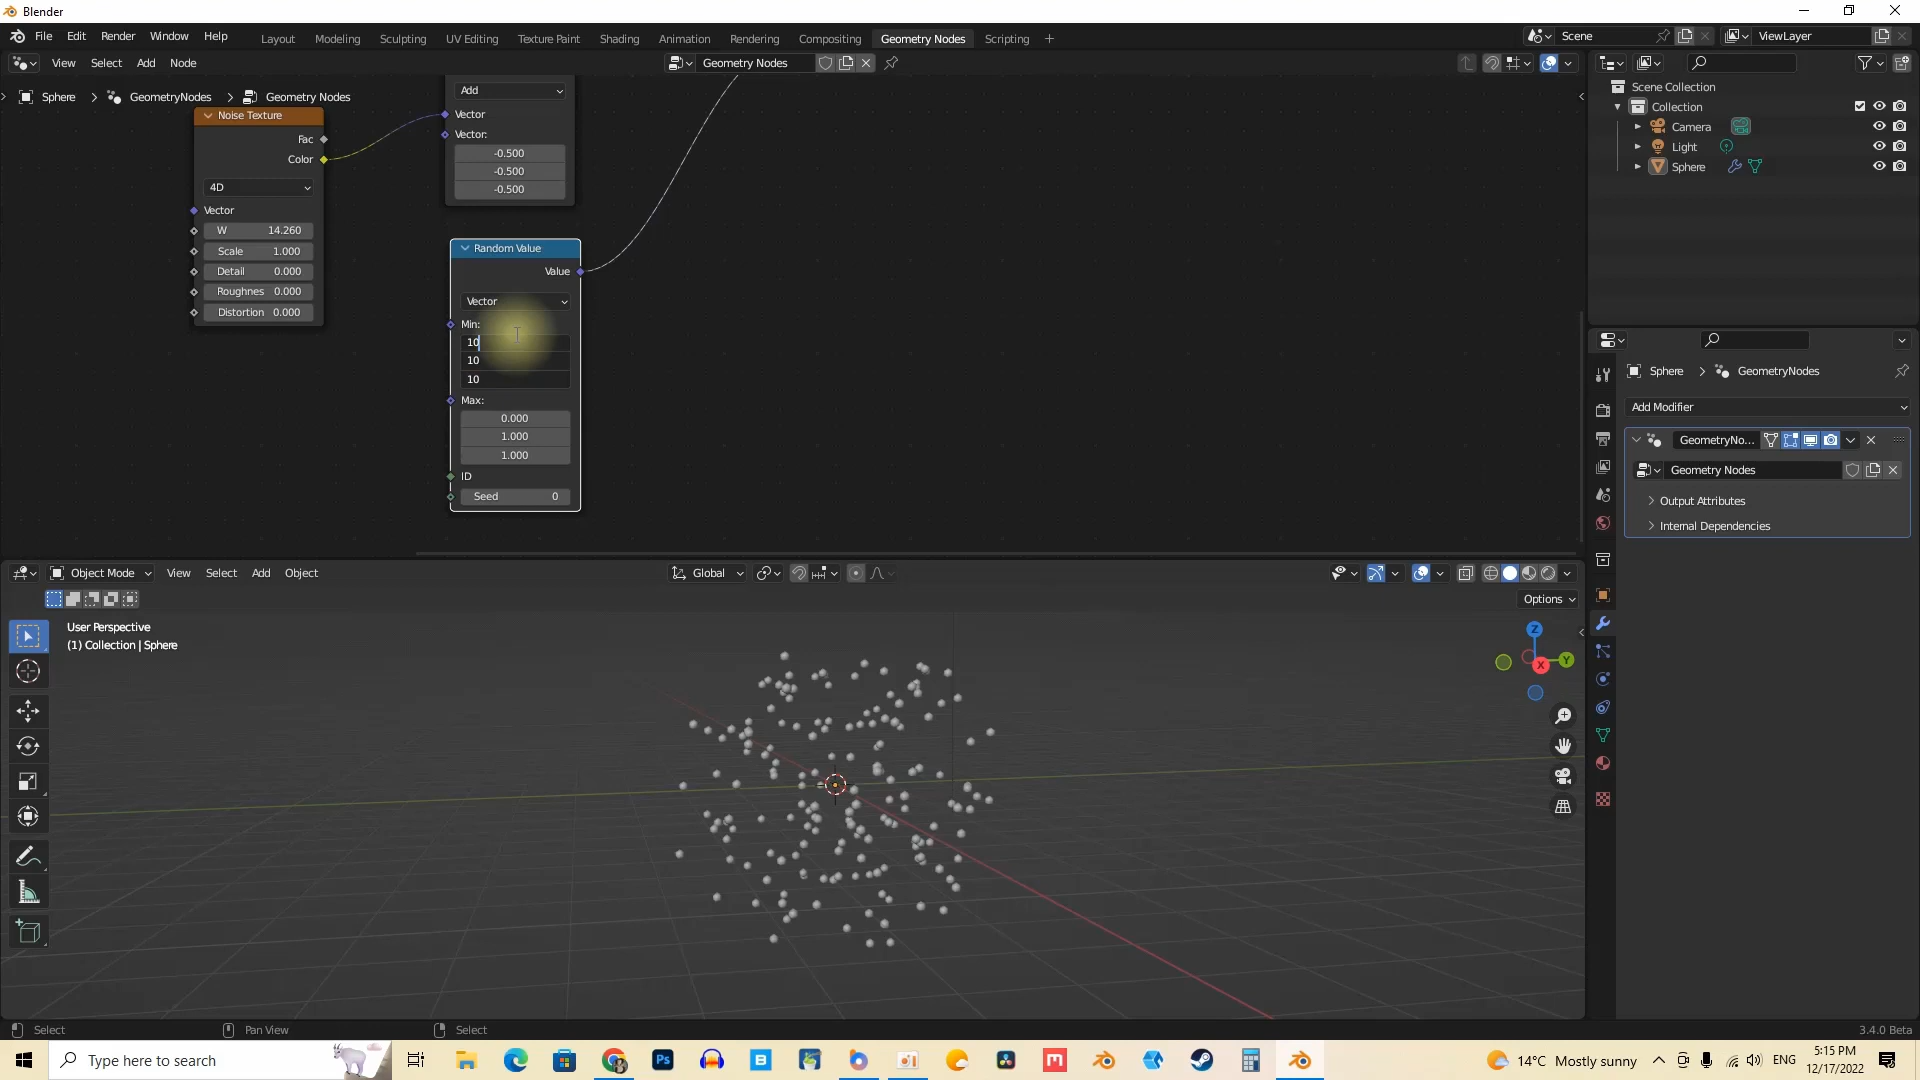 Blender
File Edit Render Window Help
Layout Modeling Sculpting UV Editing Texture Paint Shading Animation Rendering Compositing Geometry Nodes Scripting +
Scene
ViewLayer
View Select Add Node
Geometry Nodes
Sphere > GeometryNodes > Geometry Nodes
Noise Texture
Fac
Color
4D
Vector
W 14.260
Scale 1.000
Detail 0.000
Roughnes 0.000
Distortion 0.000
Add
Vector
Vector:
-0.500
-0.500
-0.500
Random Value
Value
Vector
Min:
10
10
10
Max:
0.000
1.000
1.000
ID
Seed 0
Scene Collection
Collection
Camera
Light
Sphere
Sphere > GeometryNodes
Add Modifier
GeometryNo...
Geometry Nodes
Output Attributes
Internal Dependencies
Object Mode View Select Add Object
Global
Options
User Perspective
(1) Collection | Sphere
Z
Y
X
Select Pan View Select
3.4.0 Beta
Type here to search
Ps
B
14°C Mostly sunny
ENG
5:15 PM
12/17/2022